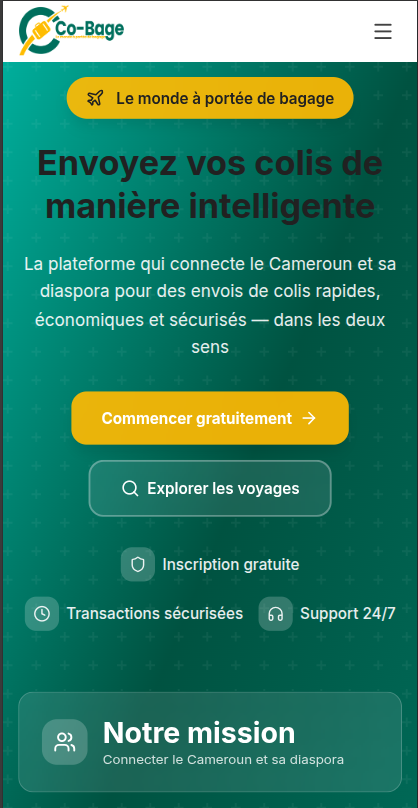 Co-Bage
Le monde à portée de bagage
Envoyez vos colis de
manière intelligente
La plateforme qui connecte le Cameroun et sa
diaspora pour des envois de colis rapides,
économiques et sécurisés — dans les deux
sens
Commencer gratuitement
Explorer les voyages
Inscription gratuite
Transactions sécurisées
Support 24/7
Notre mission
Connecter le Cameroun et sa diaspora